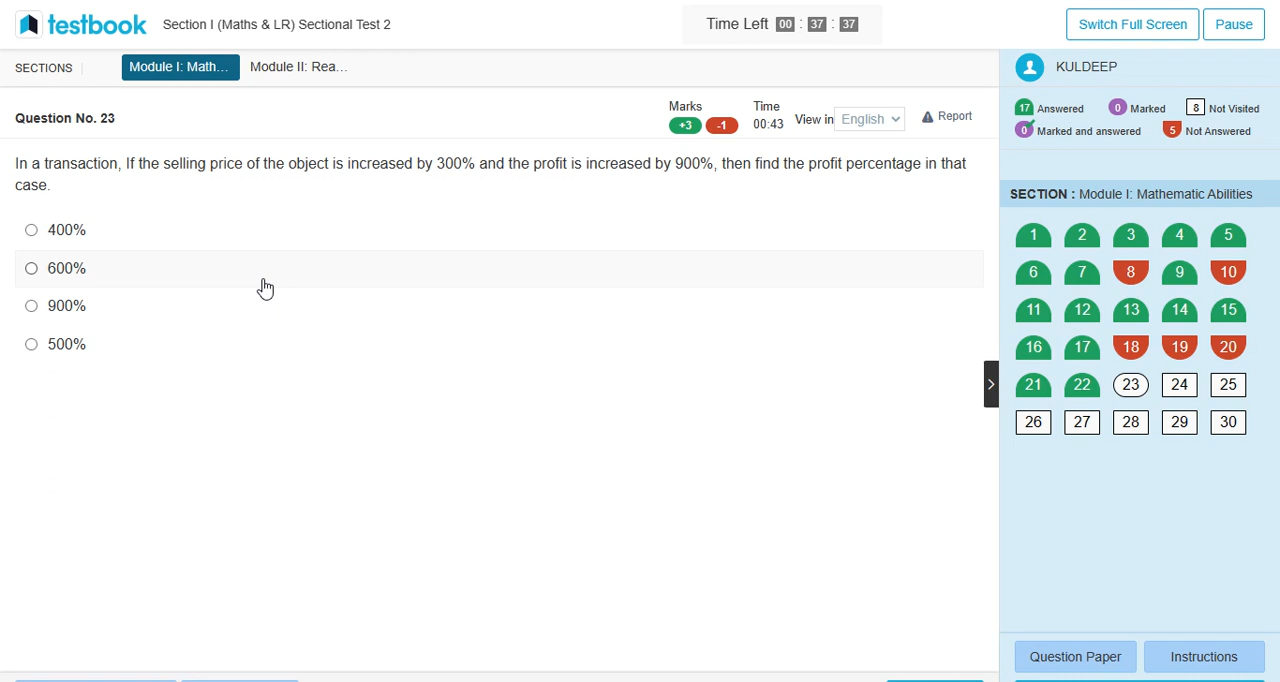 testbook
Section I (Maths & LR) Sectional Test 2
Time Left 00 : 37 : 37
Switch Full Screen
Pause
SECTIONS
Module I: Math...
Module II: Rea...
KULDEEP
Question No. 23
Marks
+3 -1
Time
00:43
View in English
Report
17 Answered
0 Marked
8 Not Visited
0 Marked and answered
5 Not Answered
In a transaction, If the selling price of the object is increased by 300% and the profit is increased by 900%, then find the profit percentage in that
case.
400%
600%
900%
500%
SECTION : Module I: Mathematic Abilities
1 2 3 4 5
6 7 8 9 10
11 12 13 14 15
16 17 18 19 20
21 22 23 24 25
26 27 28 29 30
Question Paper
Instructions